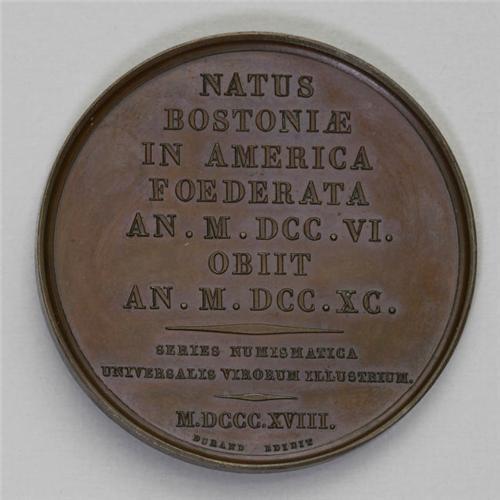 NATUS
BOSTONIÆ
IN AMERICA
FOEDERATA
AN. M. DCC. VI.
OBIIT
AN. M. DCC. XC.
SERIES NUMISMATICA
UNIVERSALIS VIRORUM ILLUSTRIUM.
M.DCCC.XVIII.
DURAND EDIDIT